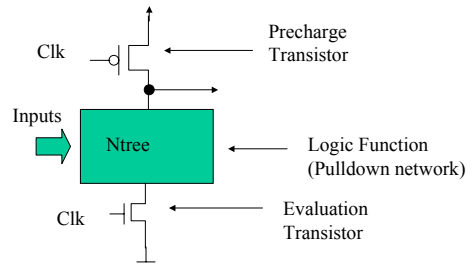 Clk
Precharge
Transistor
Inputs
Ntree
Logic Function
(Pulldown network)
Clk
Evaluation
Transistor